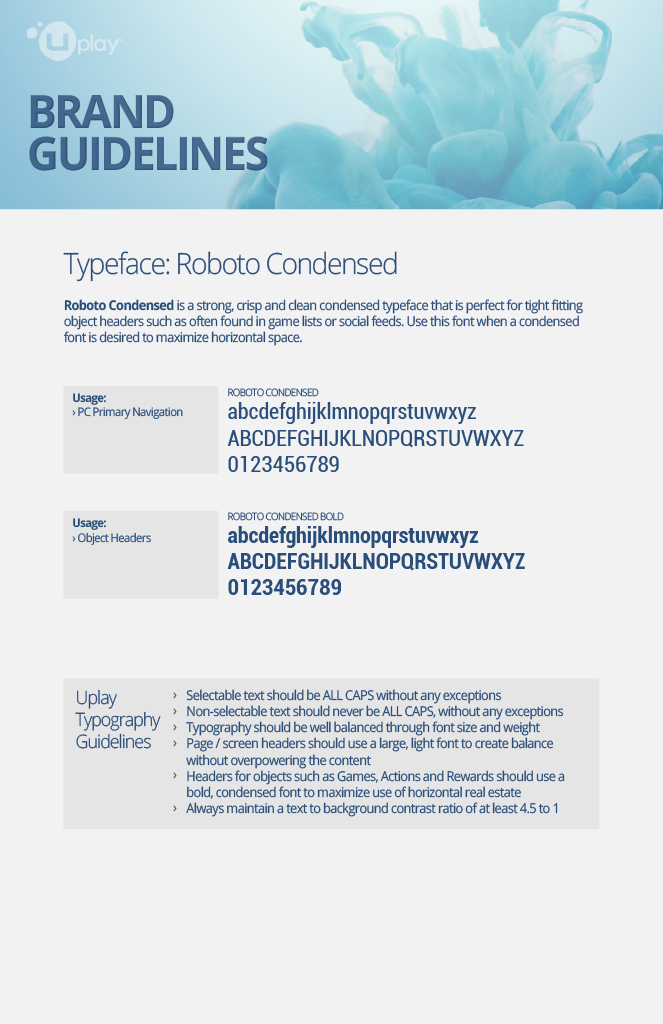 Uplay
BRAND
GUIDELINES
Typeface: Roboto Condensed
Roboto Condensed is a strong, crisp and clean condensed typeface that is perfect for tight fitting
object headers such as often found in game lists or social feeds. Use this font when a condensed
font is desired to maximize horizontal space.
Usage:
› PC Primary Navigation
ROBOTO CONDENSED
abcdefghijklmnopqrstuvwxyz
ABCDEFGHIJKLNOPQRSTUVWXYZ
0123456789
Usage:
› Object Headers
ROBOTO CONDENSED BOLD
abcdefghijklmnopqrstuvwxyz
ABCDEFGHIJKLNOPQRSTUVWXYZ
0123456789
Uplay
Typography
Guidelines
› Selectable text should be ALL CAPS without any exceptions
› Non-selectable text should never be ALL CAPS, without any exceptions
› Typography should be well balanced through font size and weight
› Page / screen headers should use a large, light font to create balance
without overpowering the content
› Headers for objects such as Games, Actions and Rewards should use a
bold, condensed font to maximize use of horizontal real estate
› Always maintain a text to background contrast ratio of at least 4.5 to 1